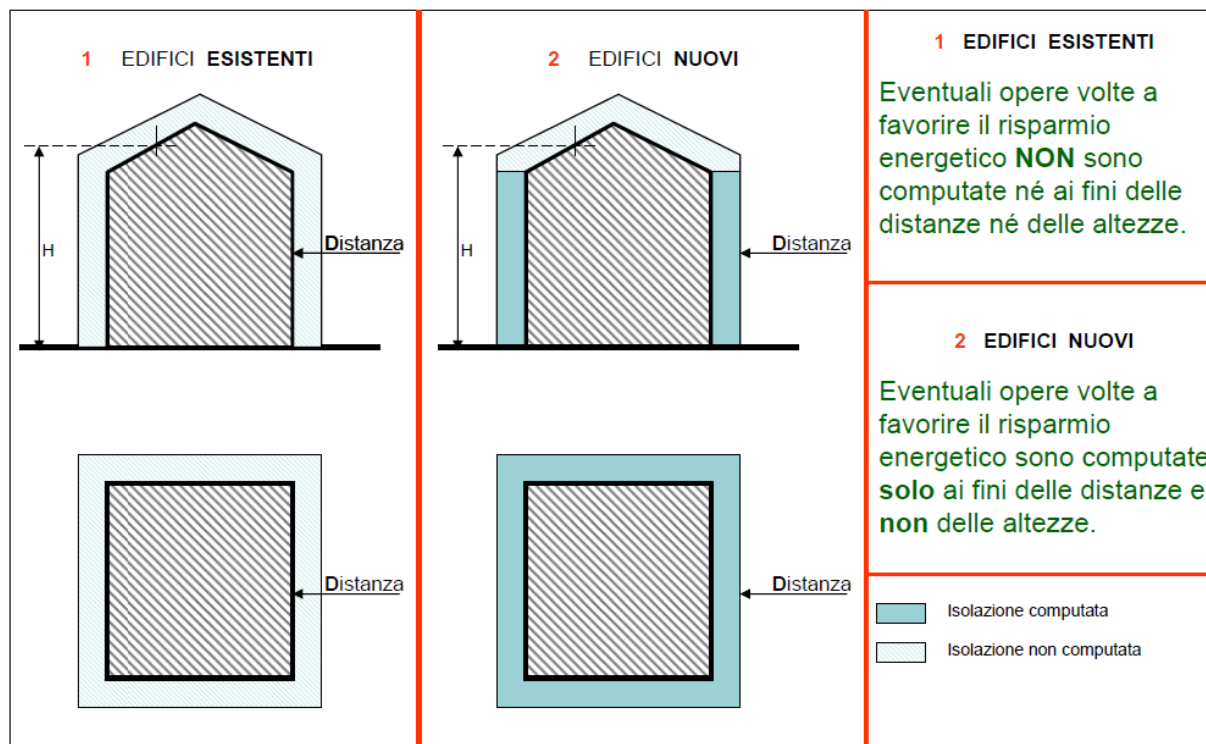 1 EDIFICI ESISTENTI
H
Distanza
Distanza
2 EDIFICI NUOVI
H
Distanza
Distanza
1 EDIFICI ESISTENTI
Eventuali opere volte a
favorire il risparmio
energetico NON sono
computate né ai fini delle
distanze né delle altezze.
2 EDIFICI NUOVI
Eventuali opere volte a
favorire il risparmio
energetico sono computate
solo ai fini delle distanze e
non delle altezze.
Isolazione computata
Isolazione non computata